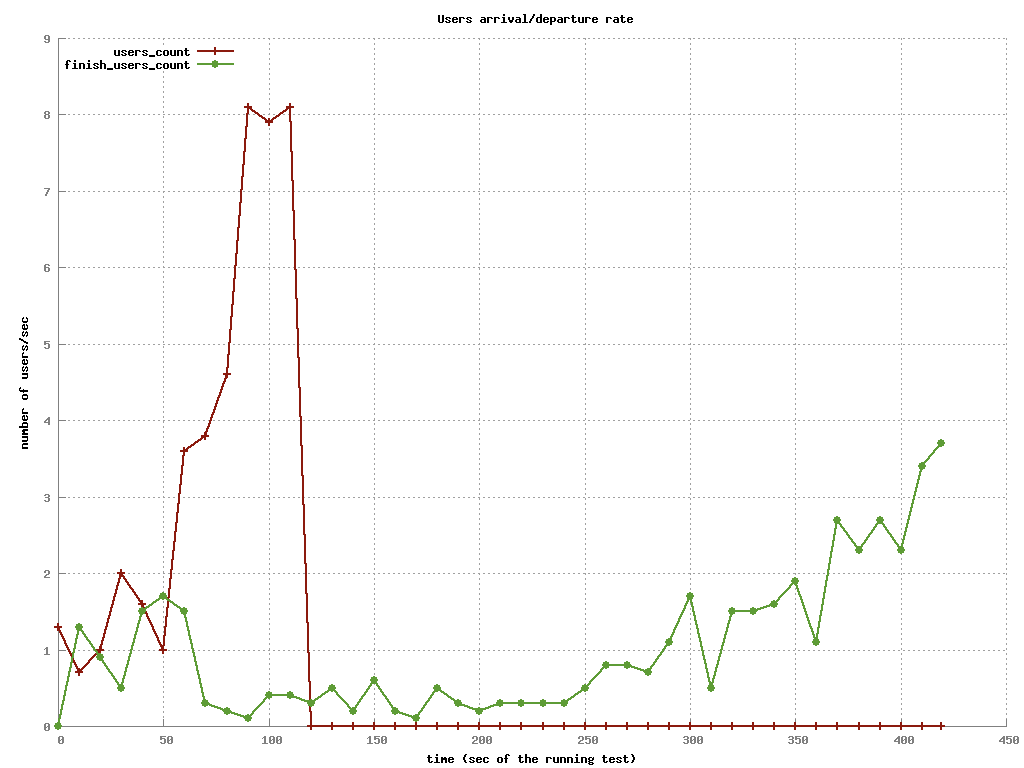 Users arrival/departure rate
users_count
finish_users_count
9
8
7
6
5
4
3
2
1
0
number of users/sec
0 50 100 150 200 250 300 350 400 450
time (sec of the running test)